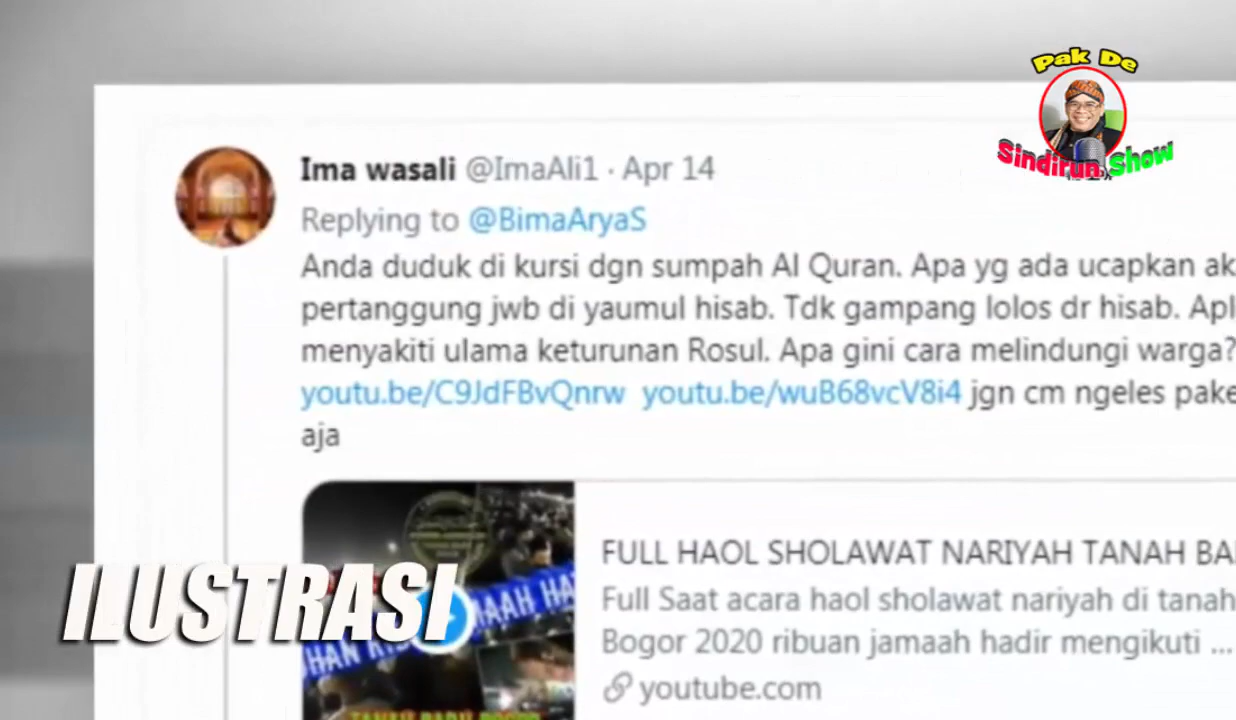 Pak De
Sindirun Show
Ima wasali @ImaAli1 · Apr 14
Replying to @BimaAryaS
Anda duduk di kursi dgn sumpah Al Quran. Apa yg ada ucapkan ak
pertanggung jwb di yaumul hisab. Tdk gampang lolos dr hisab. Apl
menyakiti ulama keturunan Rosul. Apa gini cara melindungi warga?
youtu.be/C9JdFBvQnrw youtu.be/wuB68vcV8i4 jgn cm ngeles pake
aja
FULL HAOL SHOLAWAT NARIYAH TANAH BA
Full Saat acara haol sholawat nariyah di tanah
Bogor 2020 ribuan jamaah hadir mengikuti ...
youtube.com
ILUSTRASI